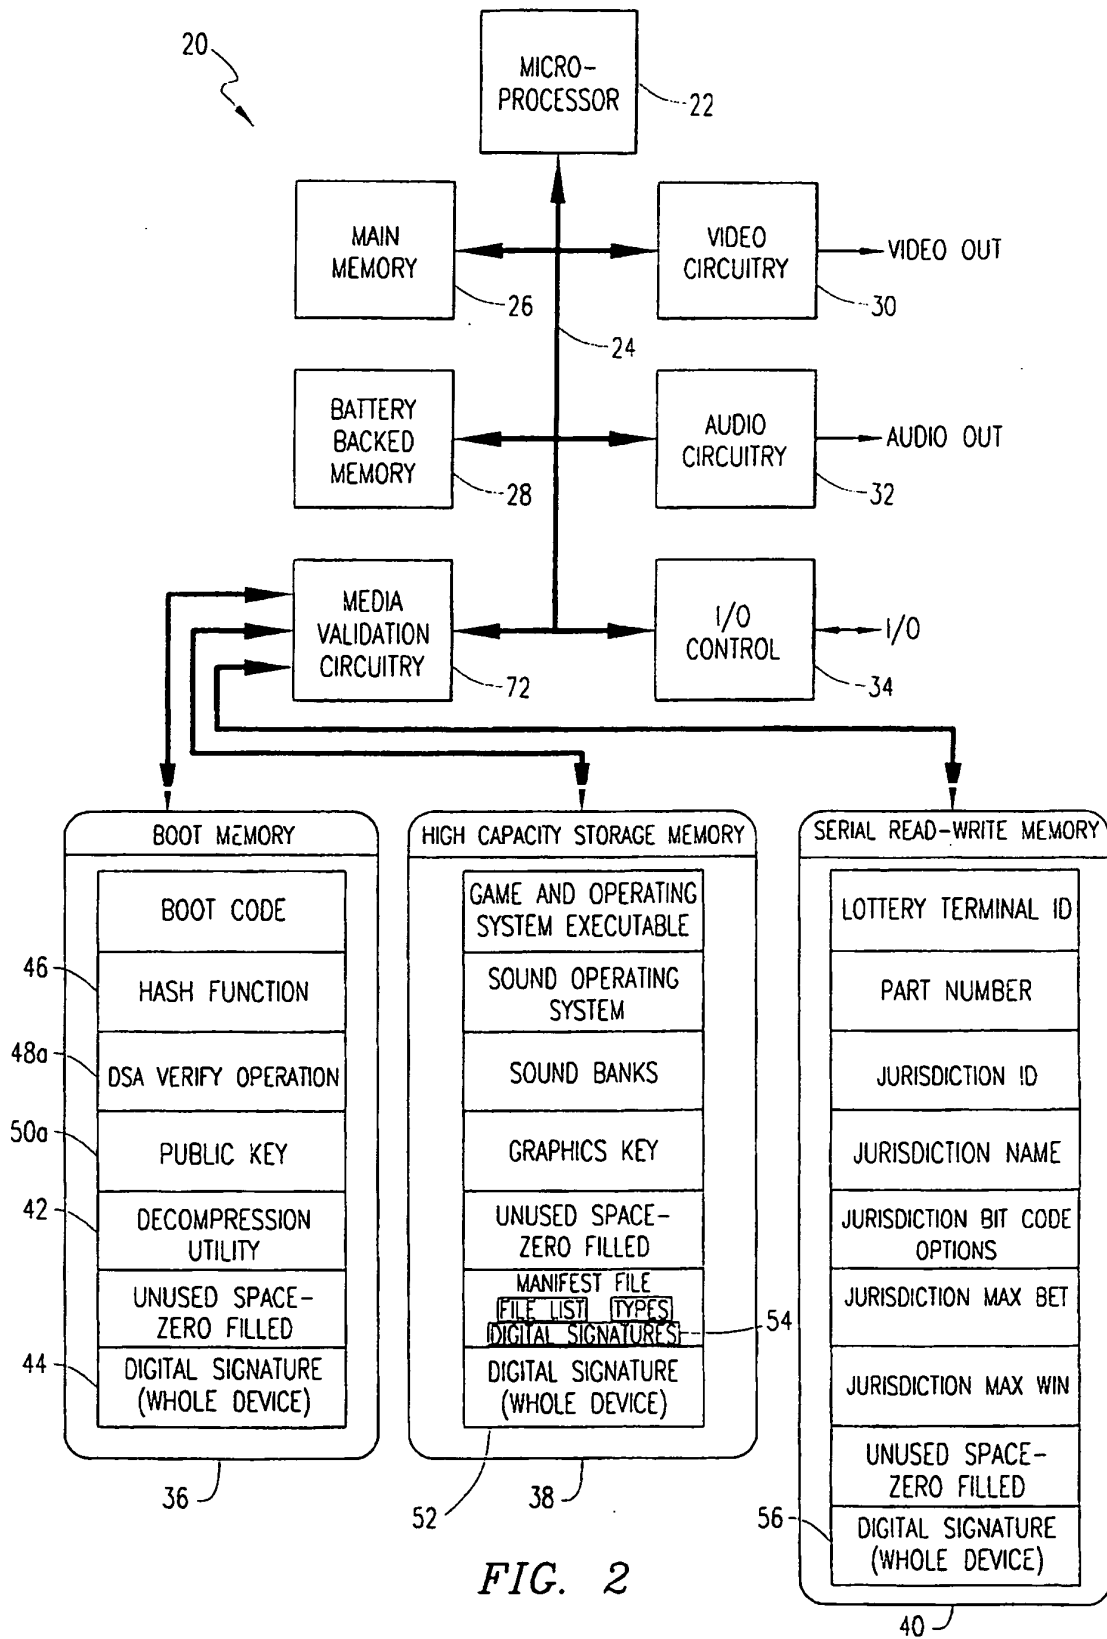 20
MICRO-
PROCESSOR
22
MAIN
MEMORY
26
VIDEO
CIRCUITRY
30
VIDEO OUT
24
BATTERY
BACKED
MEMORY
28
AUDIO
CIRCUITRY
32
AUDIO OUT
MEDIA
VALIDATION
CIRCUITRY
72
I/O
CONTROL
34
I/O
BOOT MEMORY
BOOT CODE
46
HASH FUNCTION
48a
DSA VERIFY OPERATION
50a
PUBLIC KEY
42
DECOMPRESSION
UTILITY
UNUSED SPACE-
ZERO FILLED
44
DIGITAL SIGNATURE
(WHOLE DEVICE)
36
HIGH CAPACITY STORAGE MEMORY
GAME AND OPERATING
SYSTEM EXECUTABLE
SOUND OPERATING
SYSTEM
SOUND BANKS
GRAPHICS KEY
UNUSED SPACE-
ZERO FILLED
MANIFEST FILE
FILE LIST TYPES
DIGITAL SIGNATURES
54
DIGITAL SIGNATURE
(WHOLE DEVICE)
52
38
SERIAL READ-WRITE MEMORY
LOTTERY TERMINAL ID
PART NUMBER
JURISDICTION ID
JURISDICTION NAME
JURISDICTION BIT CODE
OPTIONS
JURISDICTION MAX BET
JURISDICTION MAX WIN
UNUSED SPACE-
ZERO FILLED
56
DIGITAL SIGNATURE
(WHOLE DEVICE)
40
FIG. 2